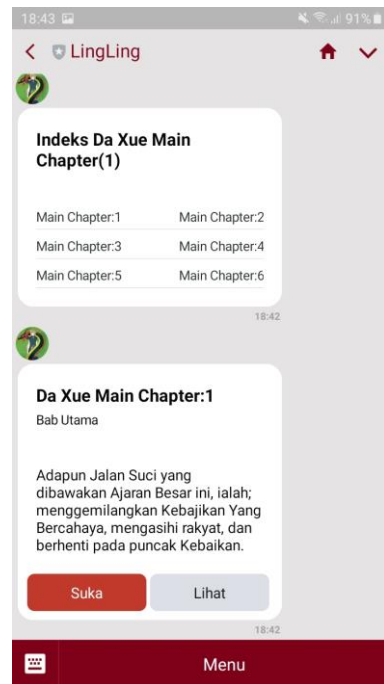 18:43 91%
LingLing
Indeks Da Xue Main
Chapter(1)
Main Chapter:1 Main Chapter:2
Main Chapter:3 Main Chapter:4
Main Chapter:5 Main Chapter:6
18:42
Da Xue Main Chapter:1
Bab Utama
Adapun Jalan Suci yang
dibawakan Ajaran Besar ini, ialah;
menggemilangkan Kebajikan Yang
Bercahaya, mengasihi rakyat, dan
berhenti pada puncak Kebaikan.
Suka Lihat
18:42
Menu